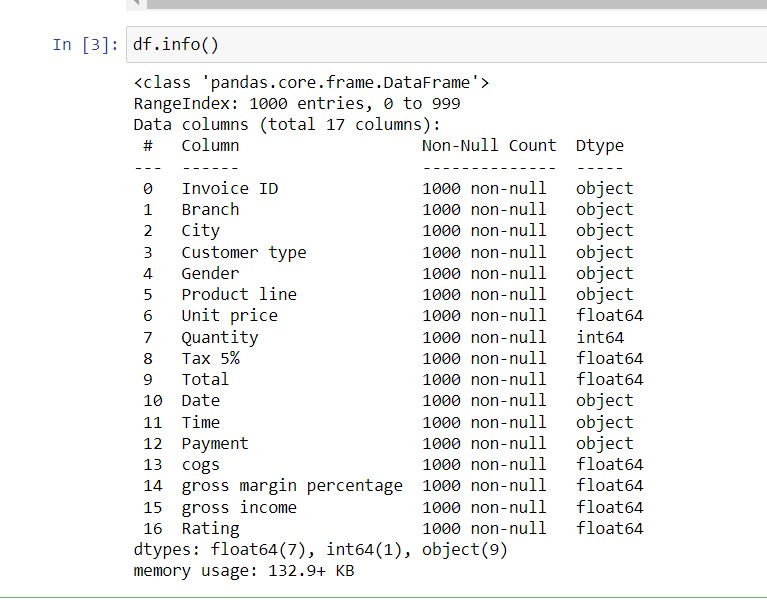 In [3]: df.info()
<class 'pandas.core.frame.DataFrame'>
RangeIndex: 1000 entries, 0 to 999
Data columns (total 17 columns):
 #   Column                   Non-Null Count  Dtype
---  ------                   --------------  -----
 0   Invoice ID               1000 non-null   object
 1   Branch                   1000 non-null   object
 2   City                     1000 non-null   object
 3   Customer type            1000 non-null   object
 4   Gender                   1000 non-null   object
 5   Product line             1000 non-null   object
 6   Unit price               1000 non-null   float64
 7   Quantity                 1000 non-null   int64
 8   Tax 5%                   1000 non-null   float64
 9   Total                    1000 non-null   float64
 10  Date                     1000 non-null   object
 11  Time                     1000 non-null   object
 12  Payment                  1000 non-null   object
 13  cogs                     1000 non-null   float64
 14  gross margin percentage  1000 non-null   float64
 15  gross income             1000 non-null   float64
 16  Rating                   1000 non-null   float64
dtypes: float64(7), int64(1), object(9)
memory usage: 132.9+ KB